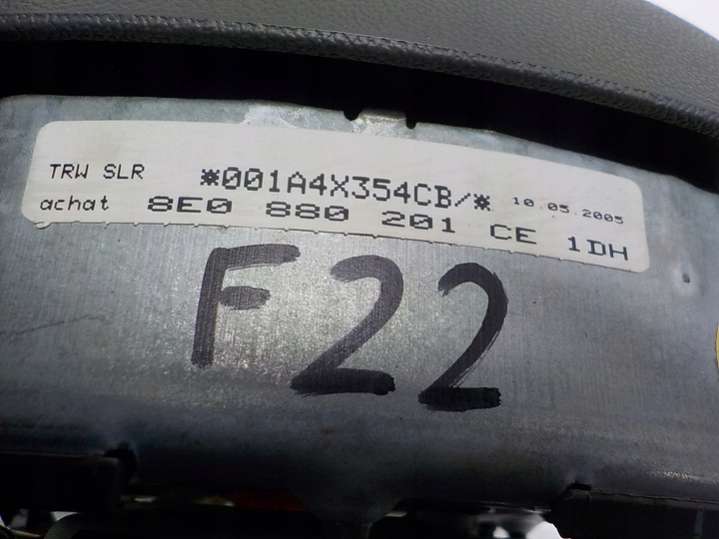 TRW SLR *001A4X354CB/* 10.05.2005
achat 8E0 880 201 CE 1DH
F22